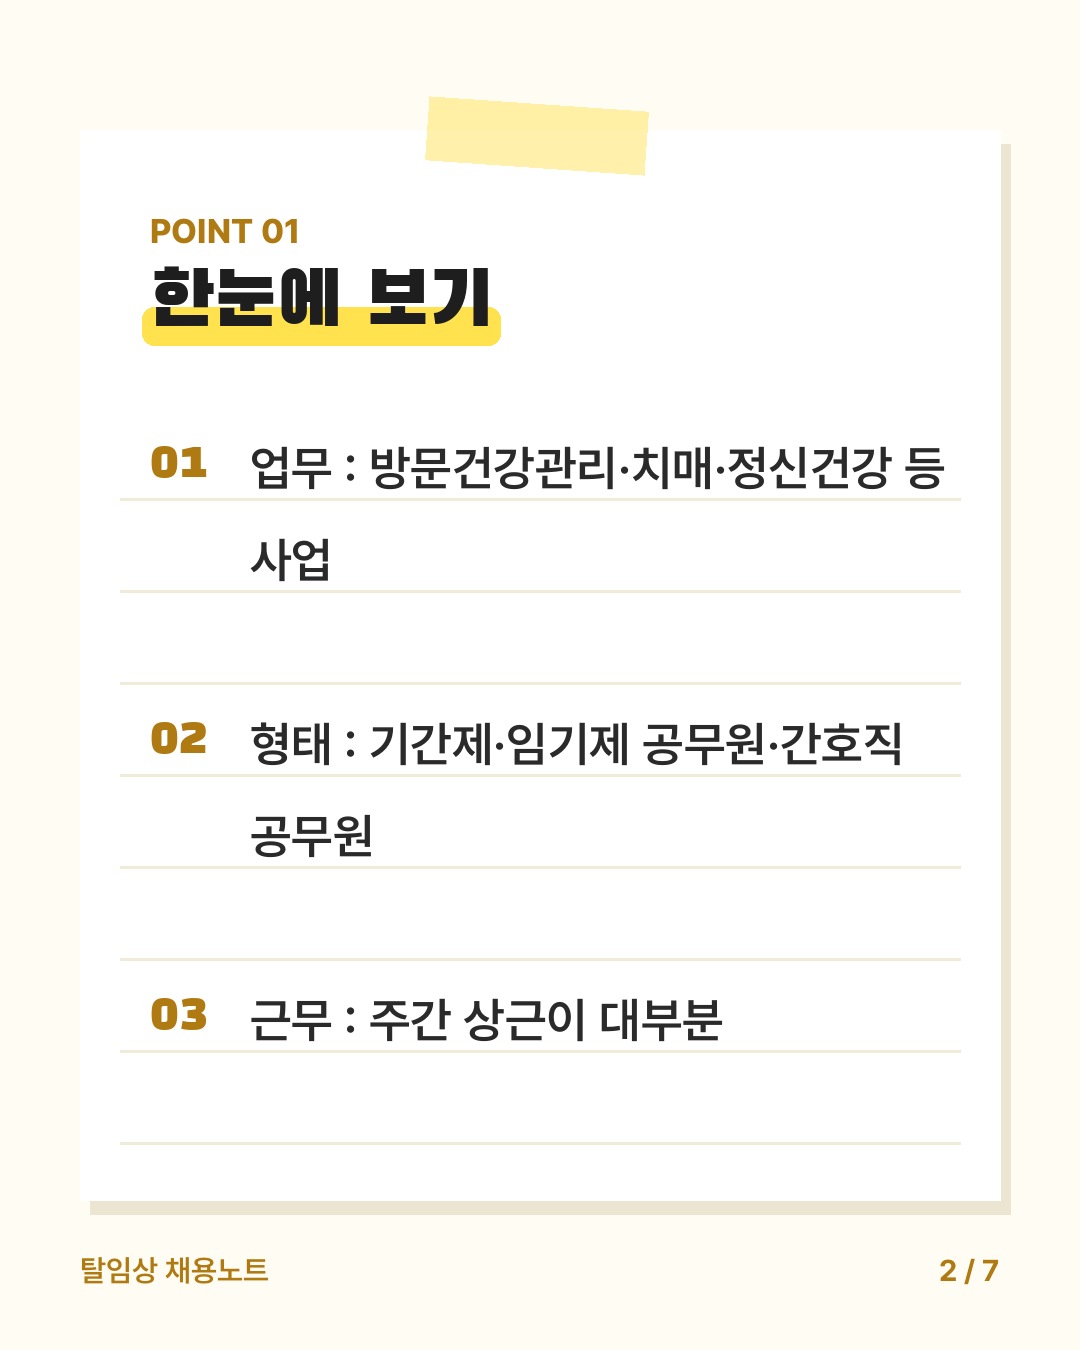 POINT 01
한눈에 보기
01 업무 : 방문건강관리·치매·정신건강 등
사업
02 형태 : 기간제·임기제 공무원·간호직
공무원
03 근무 : 주간 상근이 대부분
탈임상 채용노트
2 / 7